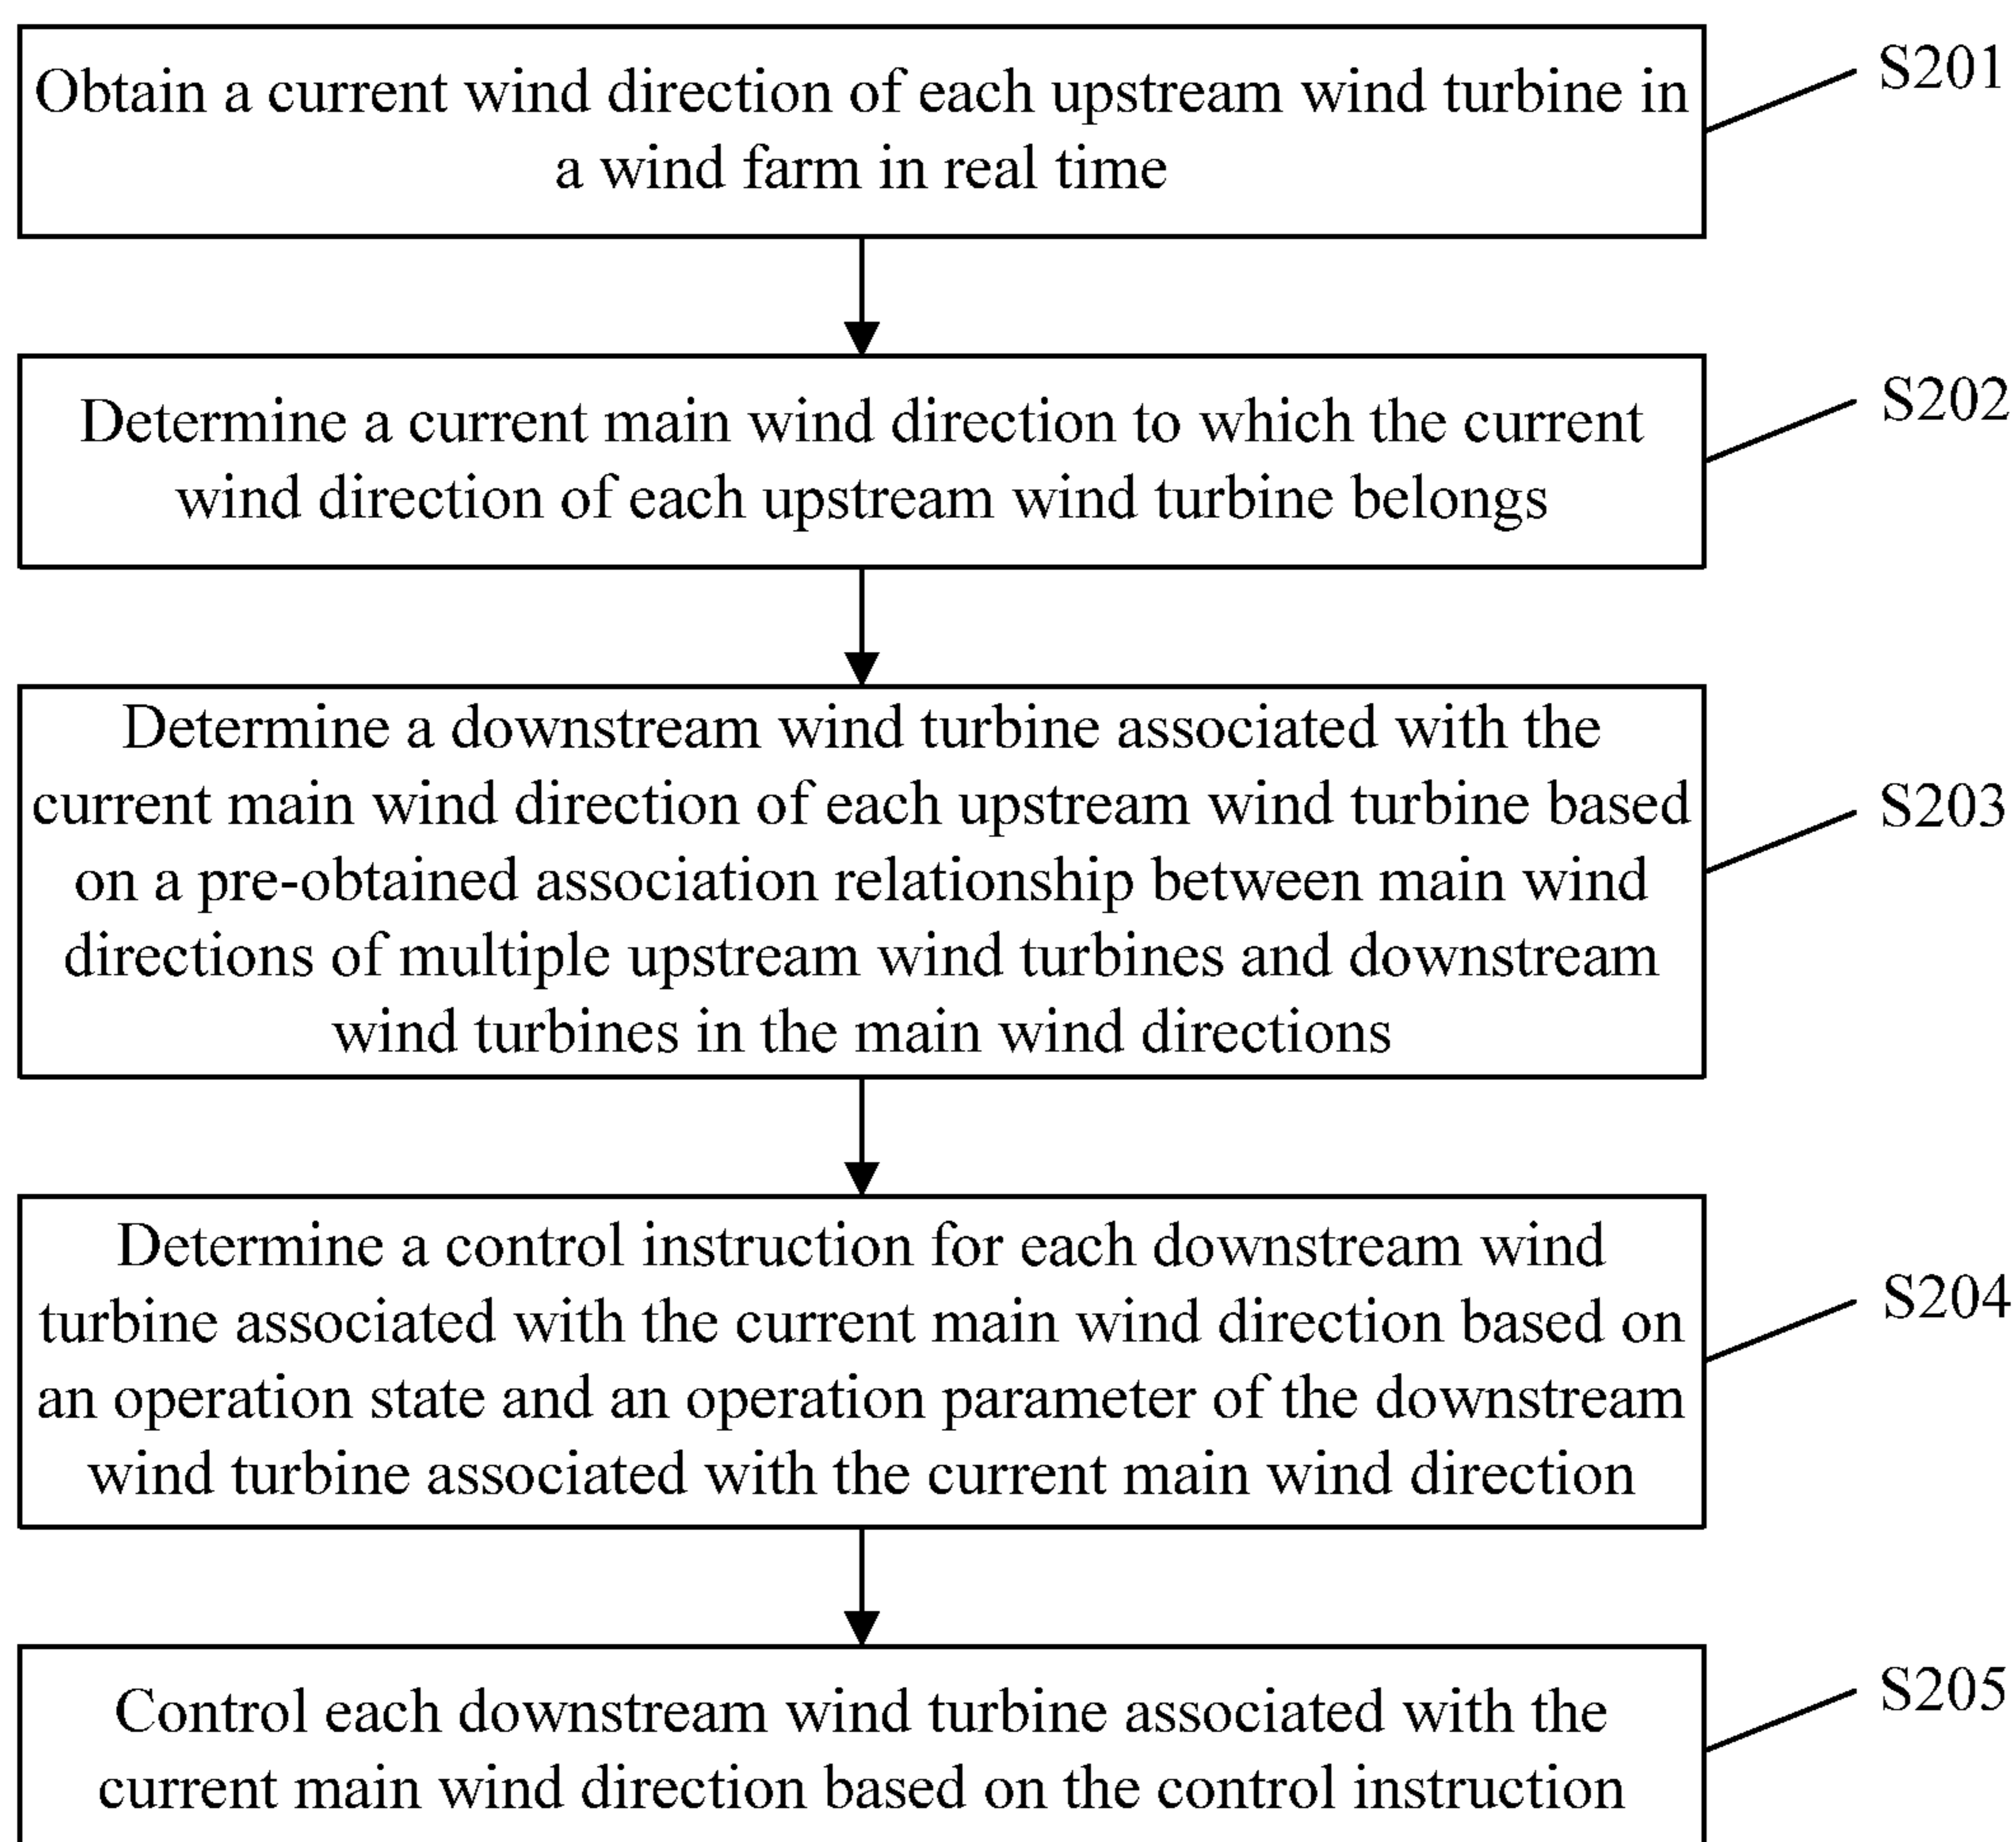 Obtain a current wind direction of each upstream wind turbine in
a wind farm in real time
S201
Determine a current main wind direction to which the current
wind direction of each upstream wind turbine belongs
S202
Determine a downstream wind turbine associated with the
current main wind direction of each upstream wind turbine based
on a pre-obtained association relationship between main wind
directions of multiple upstream wind turbines and downstream
wind turbines in the main wind directions
S203
Determine a control instruction for each downstream wind
turbine associated with the current main wind direction based on
an operation state and an operation parameter of the downstream
wind turbine associated with the current main wind direction
S204
Control each downstream wind turbine associated with the
current main wind direction based on the control instruction
S205